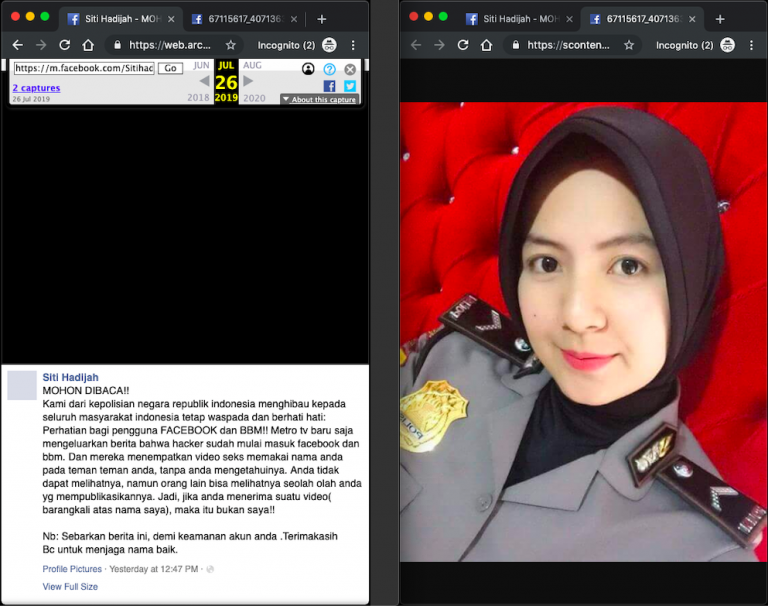 Siti Hadijah - MOH
67115617_407136
https://web.arc...
Incognito (2)
https://m.facebook.com/Sitihad
Go
JUN
JUL
AUG
2 captures
26
26 Jul 2019
2018
2019
2020
About this capture
Siti Hadijah
MOHON DIBACA!!
Kami dari kepolisian negara republik indonesia menghibau kepada
seluruh masyarakat indonesia tetap waspada dan berhati hati:
Perhatian bagi pengguna FACEBOOK dan BBM!! Metro tv baru saja
mengeluarkan berita bahwa hacker sudah mulai masuk facebook dan
bbm. Dan mereka menempatkan video seks memakai nama anda
pada teman teman anda, tanpa anda mengetahuinya. Anda tidak
dapat melihatnya, namun orang lain bisa melihatnya seolah olah anda
yg mempublikasikannya. Jadi, jika anda menerima suatu video(
barangkali atas nama saya), maka itu bukan saya!!
Nb: Sebarkan berita ini, demi keamanan akun anda .Terimakasih
Bc untuk menjaga nama baik.
Profile Pictures · Yesterday at 12:47 PM ·
View Full Size
Siti Hadijah - MOH
67115617_407136
https://sconten...
Incognito (2)